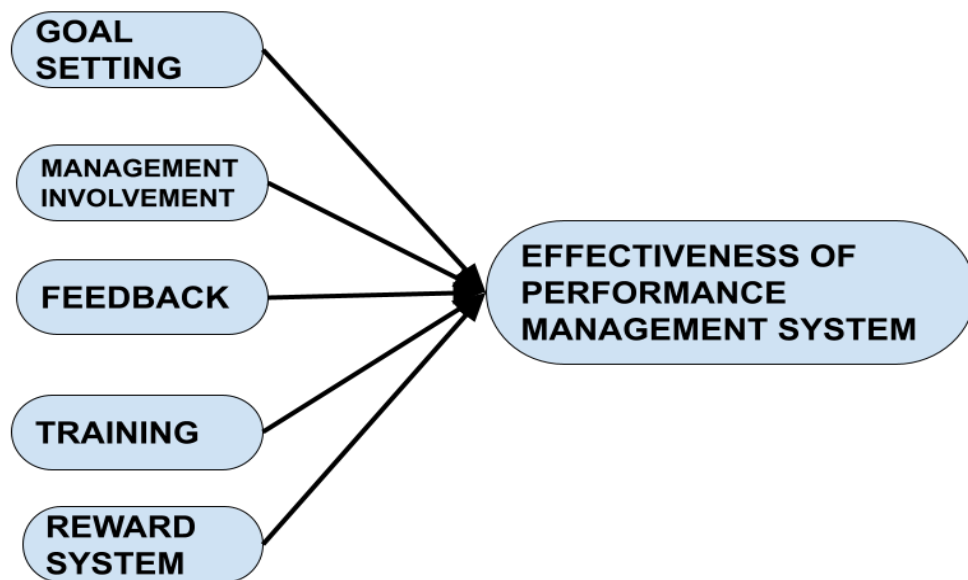 GOAL
SETTING
MANAGEMENT
INVOLVEMENT
FEEDBACK
TRAINING
REWARD
SYSTEM
EFFECTIVENESS OF
PERFORMANCE
MANAGEMENT SYSTEM